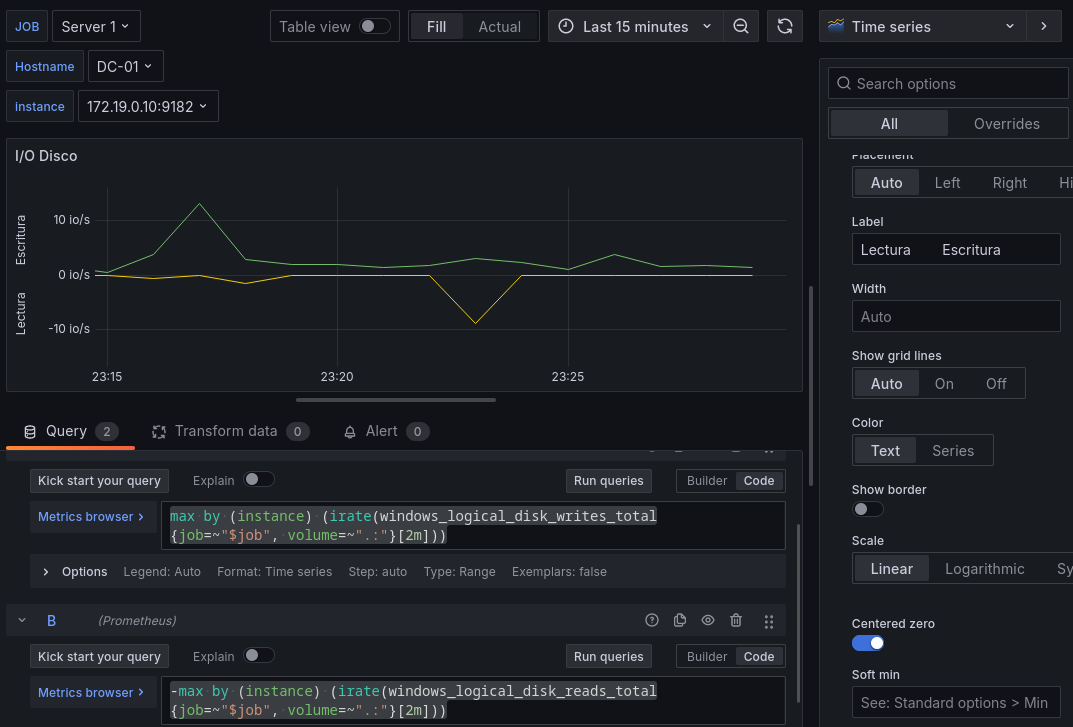 JOB
Server 1
Table view
Fill
Actual
Last 15 minutes
Time series
Hostname
DC-01
instance
172.19.0.10:9182
Search options
All
Overrides
I/O Disco
Placement
Auto
Left
Right
Hi
Escritura
Lectura
10 io/s
0 io/s
-10 io/s
23:15
23:20
23:25
Label
Lectura Escritura
Width
Auto
Show grid lines
Auto
On
Off
Color
Text
Series
Show border
Scale
Linear
Logarithmic
Sy
Centered zero
Soft min
See: Standard options > Min
Query 2
Transform data 0
Alert 0
Kick start your query
Explain
Run queries
Builder
Code
Metrics browser >
max by (instance) (irate(windows_logical_disk_writes_total
{job=~"$job", volume=~".:"}[2m]))
> Options Legend: Auto Format: Time series Step: auto Type: Range Exemplars: false
B (Prometheus)
Kick start your query
Explain
Run queries
Builder
Code
Metrics browser >
-max by (instance) (irate(windows_logical_disk_reads_total
{job=~"$job", volume=~".:"}[2m]))